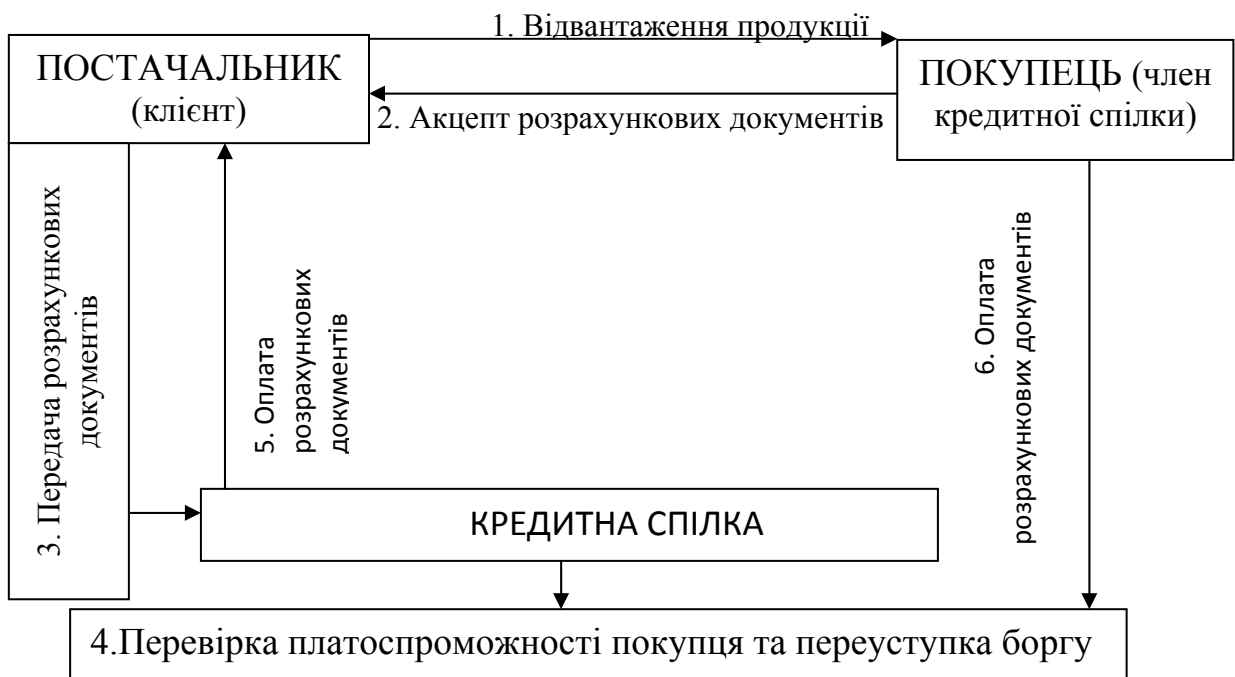 1. Відвантаження продукції
ПОСТАЧАЛЬНИК
(клієнт)
ПОКУПЕЦЬ (член
кредитної спілки)
2. Акцепт розрахункових документів
3. Передача розрахункових
документів
5. Оплата
розрахункових
документів
6. Оплата
розрахункових документів
КРЕДИТНА СПІЛКА
4.Перевірка платоспроможності покупця та переуступка боргу